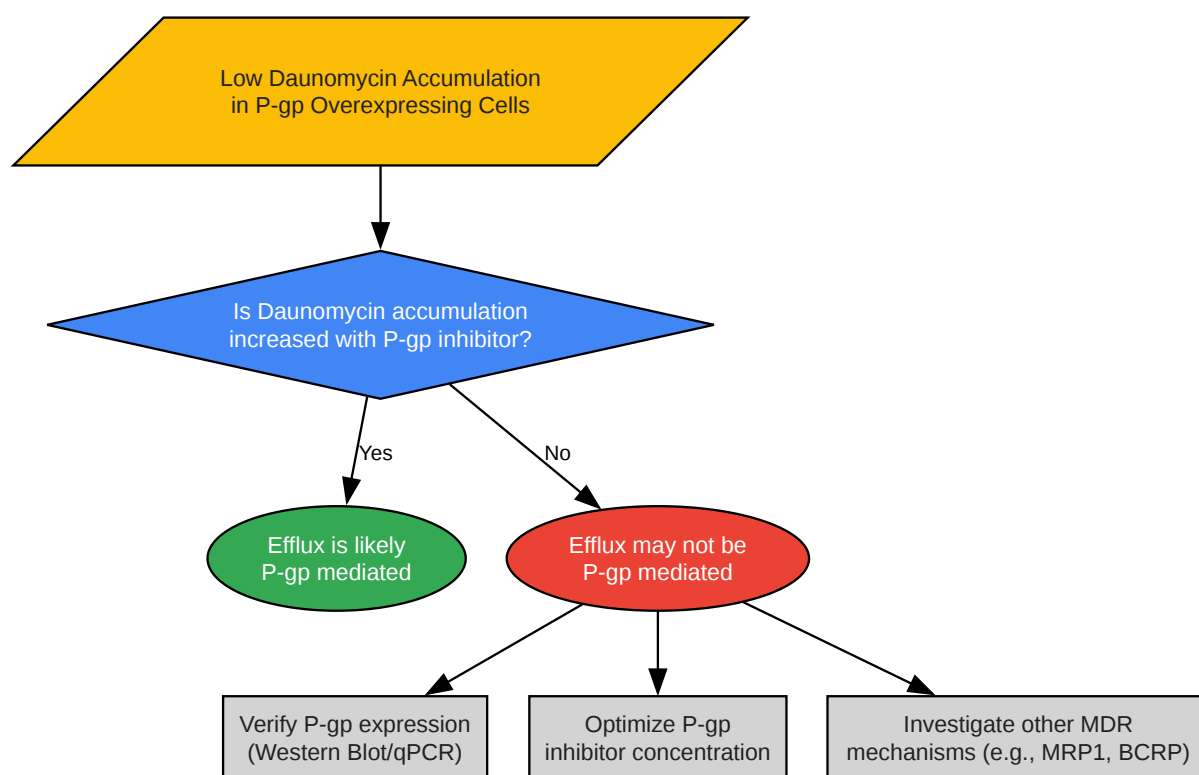 Low Daunomycin Accumulation
in P-gp Overexpressing Cells
Is Daunomycin accumulation
increased with P-gp inhibitor?
Yes
No
Efflux is likely
P-gp mediated
Efflux may not be
P-gp mediated
Verify P-gp expression
(Western Blot/qPCR)
Optimize P-gp
inhibitor concentration
Investigate other MDR
mechanisms (e.g., MRP1, BCRP)